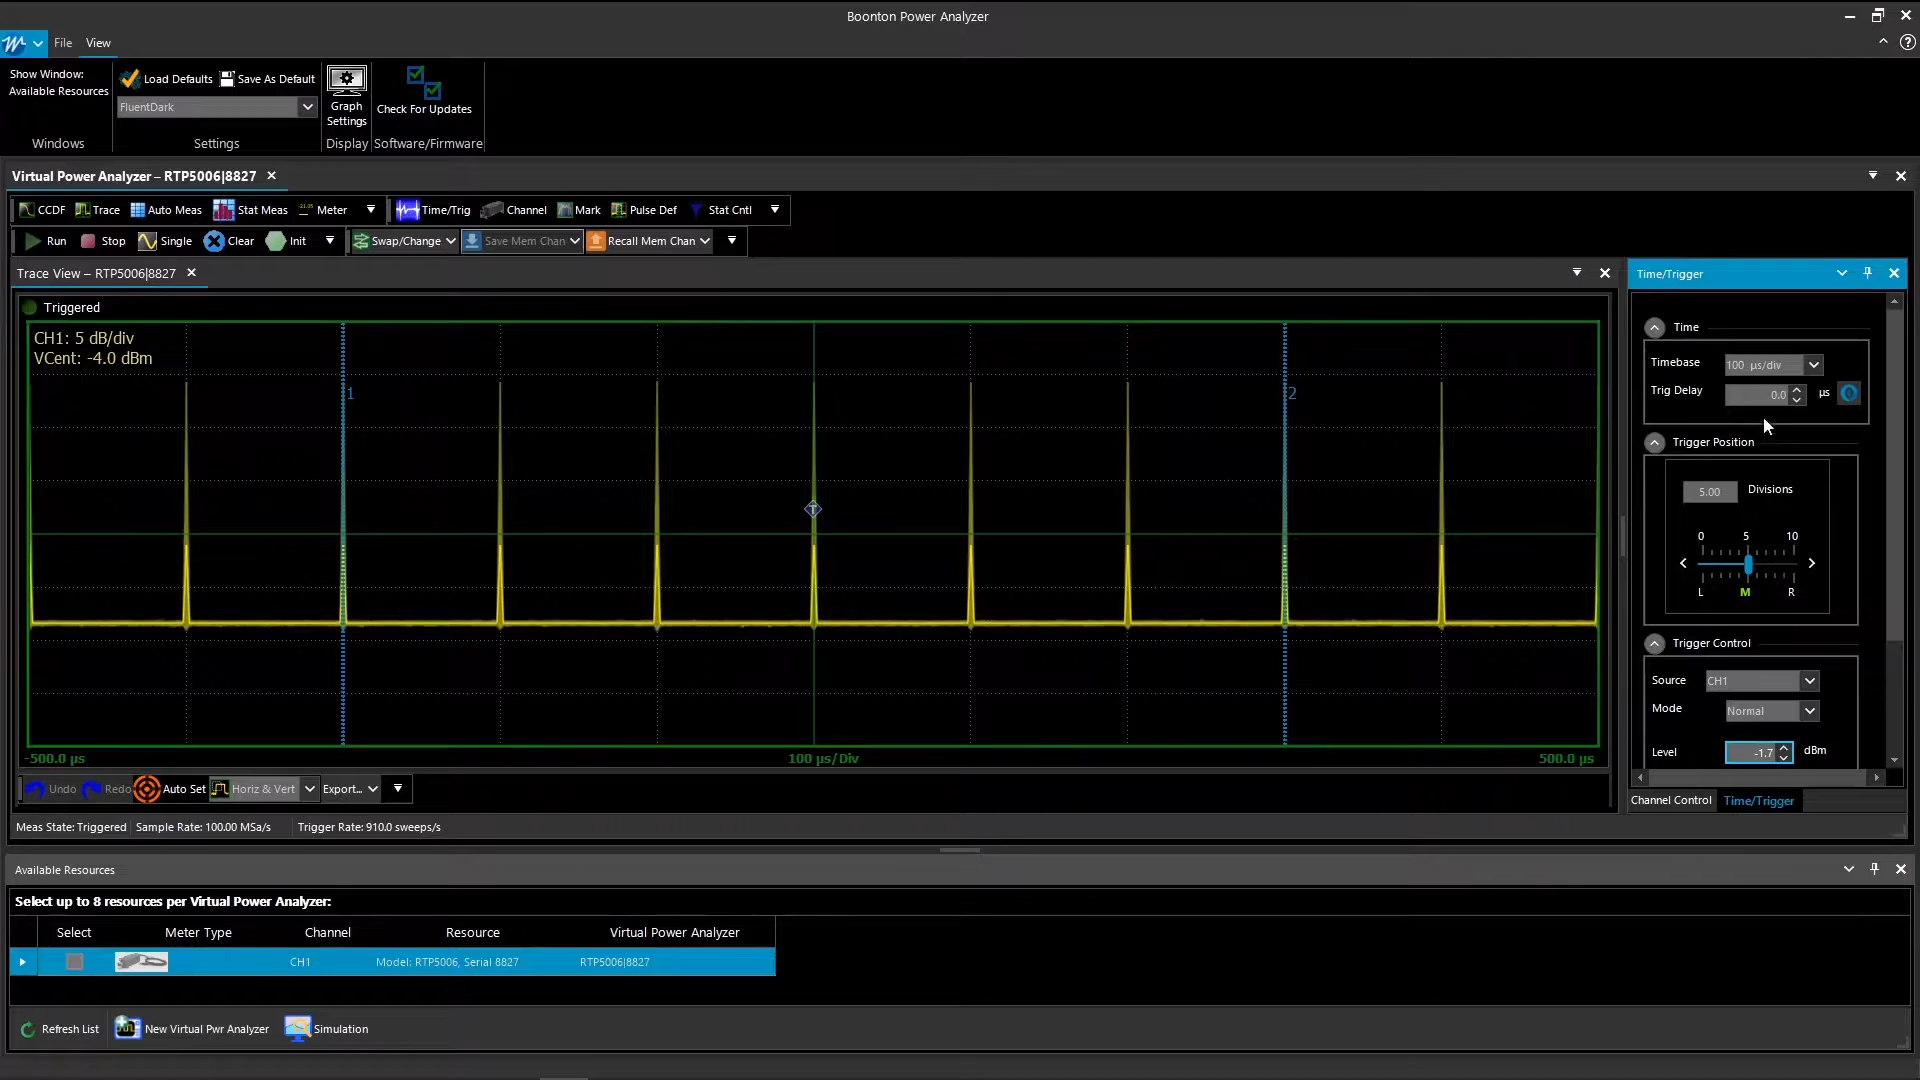 Boonton Power Analyzer
File View
Show Window:
Available Resources
Load Defaults Save As Default
FluentDark
Graph
Settings
Check For Updates
Windows Settings Display Software/Firmware
Virtual Power Analyzer – RTP5006|8827
CCDF Trace Auto Meas Stat Meas Meter Time/Trig Channel Mark Pulse Def Stat Cntl
Run Stop Single Clear Init Swap/Change Save Mem Chan Recall Mem Chan
Trace View – RTP5006|8827
Triggered
CH1: 5 dB/div
VCent: -4.0 dBm
1
2
T
-500.0 µs 100 µs/Div 500.0 µs
Undo Redo Auto Set Horiz & Vert Export...
Meas State: Triggered Sample Rate: 100.00 MSa/s Trigger Rate: 910.0 sweeps/s
Time/Trigger
Time
Timebase 100 µs/div
Trig Delay 0.0 µs 0
Trigger Position
5.00 Divisions
0 5 10
L M R
Trigger Control
Source CH1
Mode Normal
Level -1.7 dBm
Channel Control Time/Trigger
Available Resources
Select up to 8 resources per Virtual Power Analyzer:
Select Meter Type Channel Resource Virtual Power Analyzer
CH1 Model: RTP5006, Serial 8827 RTP5006|8827
Refresh List New Virtual Pwr Analyzer Simulation